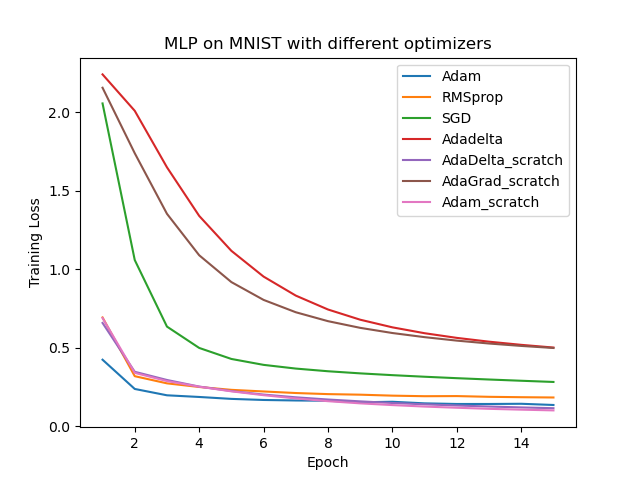 MLP on MNIST with different optimizers
Training Loss
2.0
1.5
1.0
0.5
0.0
Adam
RMSprop
SGD
Adadelta
AdaDelta_scratch
AdaGrad_scratch
Adam_scratch
2 4 6 8 10 12 14
Epoch